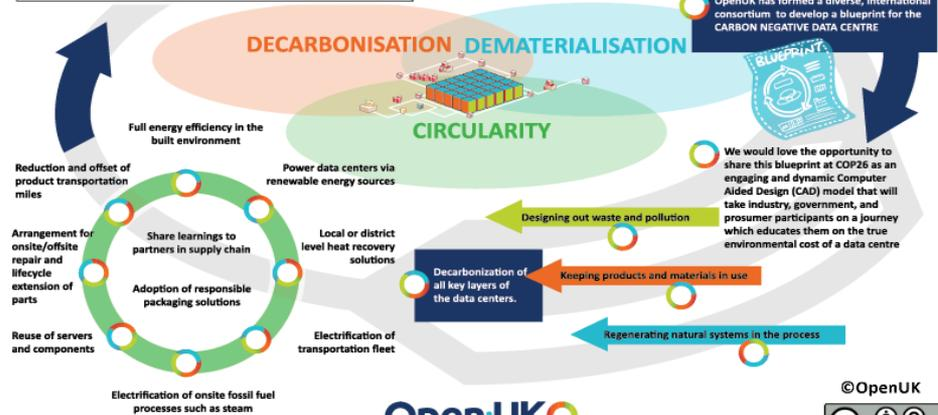 OpenUK has formed a diverse, international
consortium to develop a blueprint for the
CARBON NEGATIVE DATA CENTRE
DECARBONISATION
DEMATERIALISATION
CIRCULARITY
BLUEPRINT
We would love the opportunity to
share this blueprint at COP26 as an
engaging and dynamic Computer
Aided Design (CAD) model that will
take industry, government, and
prosumer participants on a journey
which educates them on the true
environmental cost of a data centre
Full energy efficiency in the
built environment
Reduction and offset of
product transportation
miles
Power data centers via
renewable energy sources
Arrangement for
onsite/offsite
repair and
lifecycle
extension of
parts
Share learnings to
partners in supply chain
Adoption of responsible
packaging solutions
Local or district
level heat recovery
solutions
Reuse of servers
and components
Electrification of
transportation fleet
Electrification of onsite fossil fuel
processes such as steam
Designing out waste and pollution
Decarbonization of
all key layers of
the data centers.
Keeping products and materials in use
Regenerating natural systems in the process
©OpenUK
Open:UK
cc